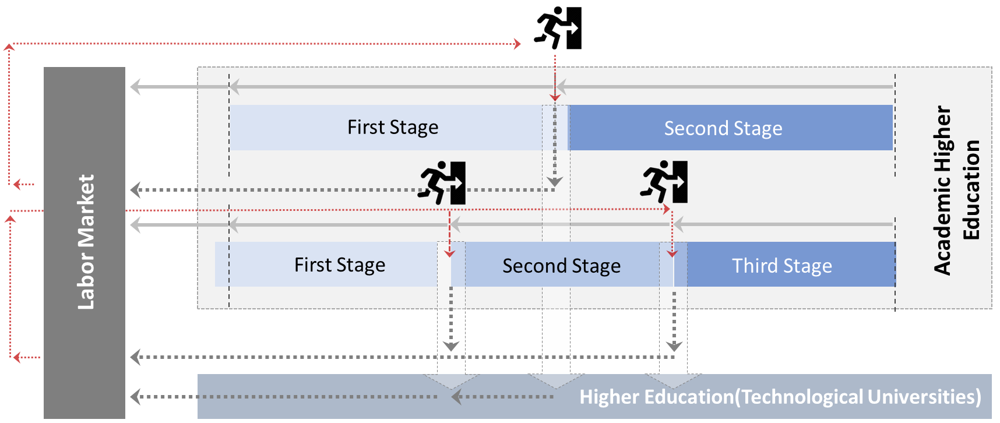 Labor Market
First Stage
Second Stage
First Stage
Second Stage
Third Stage
Academic Higher
Education
Higher Education(Technological Universities)